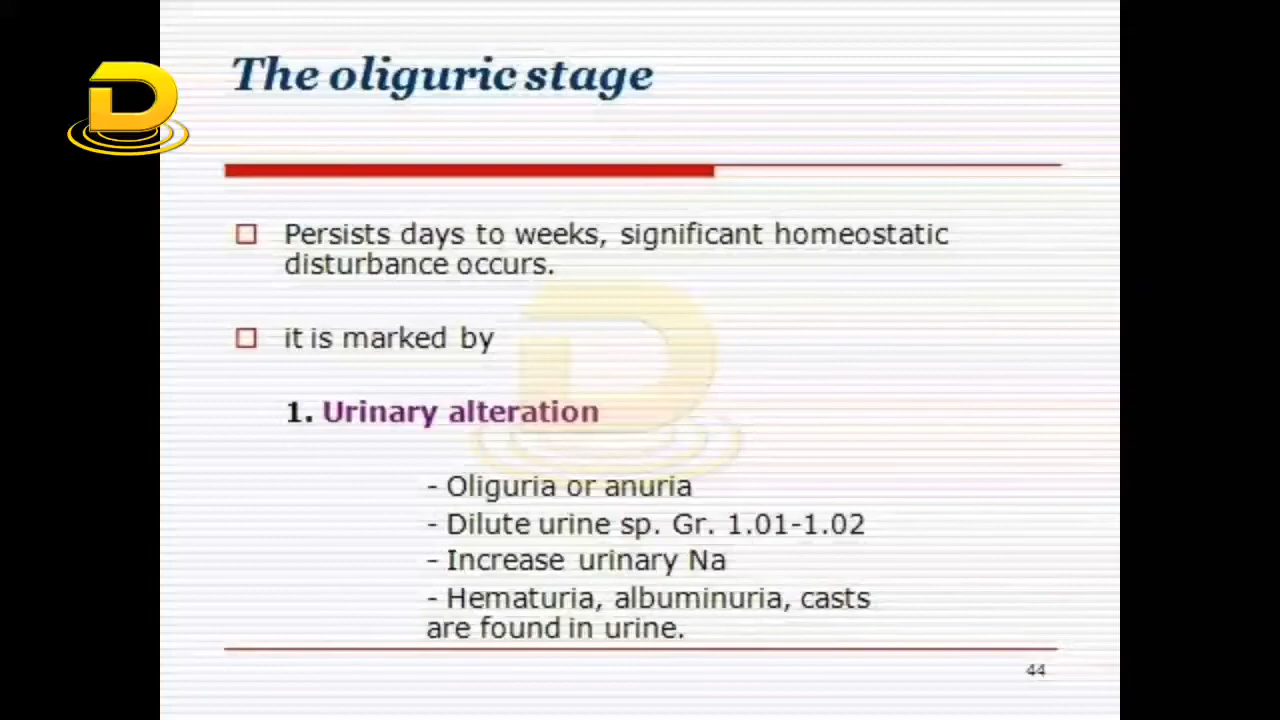 The oliguric stage
Persists days to weeks, significant homeostatic
disturbance occurs.
it is marked by
1. Urinary alteration
- Oliguria or anuria
- Dilute urine sp. Gr. 1.01-1.02
- Increase urinary Na
- Hematuria, albuminuria, casts
are found in urine.
44
D
D